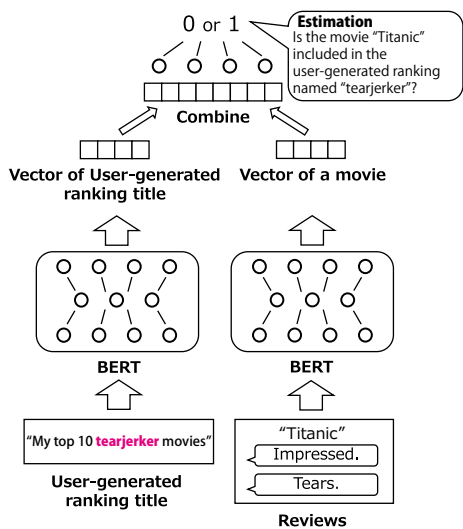 0 or 1
Estimation
Is the movie “Titanic”
included in the
user-generated ranking
named “tearjerker”?
Combine
Vector of User-generated
ranking title
Vector of a movie
BERT
BERT
“My top 10 tearjerker movies”
User-generated
ranking title
“Titanic”
Impressed.
Tears.
Reviews